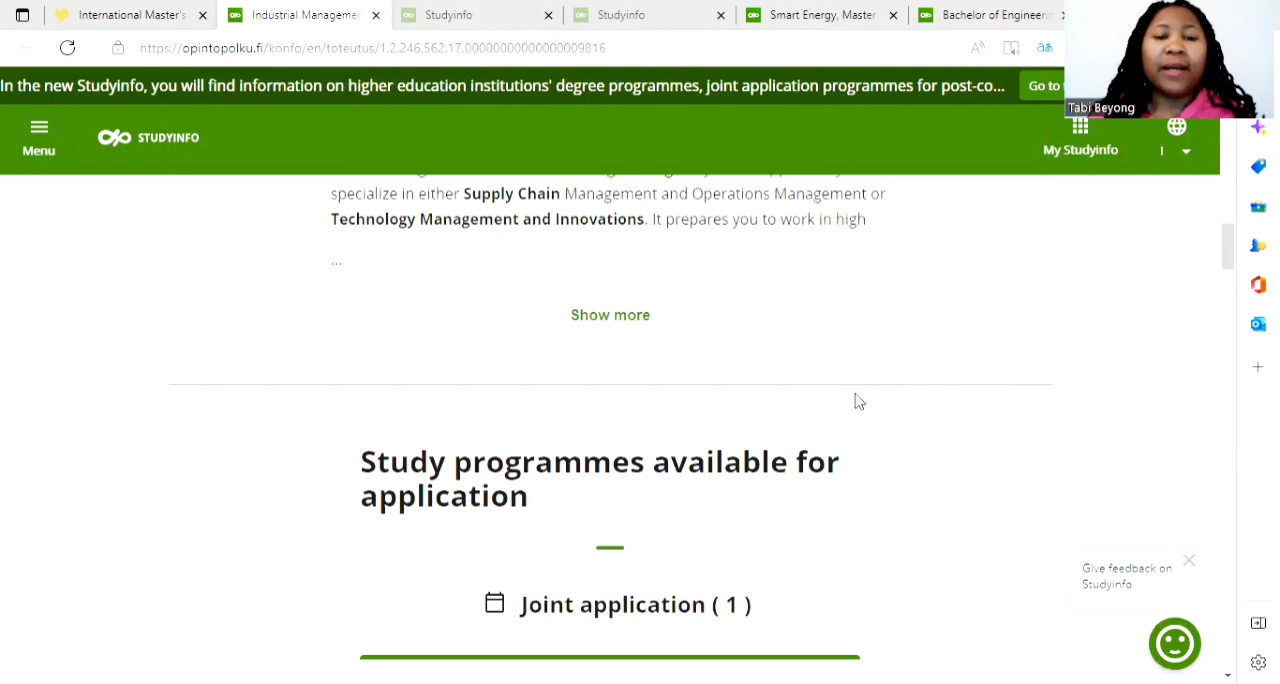 International Master's
Industrial Managemen
Studyinfo
Studyinfo
Smart Energy, Master
Bachelor of Engineerin
https://opintopolku.fi/konfo/en/toteutus/1.2.246.562.17.00000000000000009816
In the new Studyinfo, you will find information on higher education institutions' degree programmes, joint application programmes for post-co...
Go to
Tabi Beyong
Menu
STUDYINFO
My Studyinfo
specialize in either Supply Chain Management and Operations Management or
Technology Management and Innovations. It prepares you to work in high
...
Show more
Study programmes available for
application
Joint application ( 1 )
Give feedback on
Studyinfo